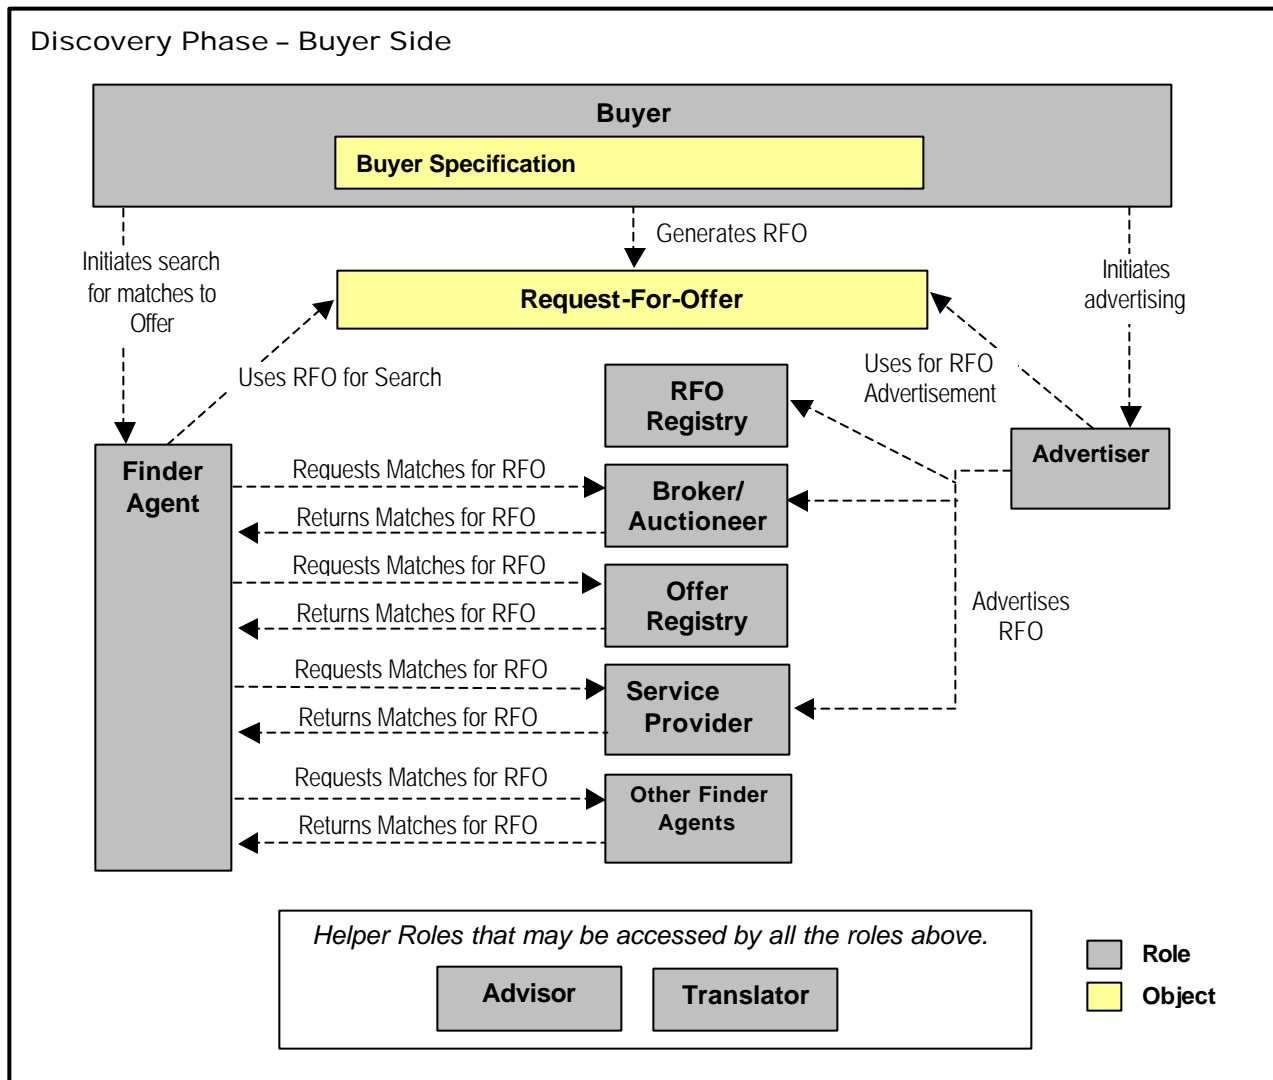 Discovery Phase – Buyer Side
Buyer
Buyer Specification
Generates RFO
Initiates search
for matches to
Offer
Initiates
advertising
Request-For-Offer
Uses RFO for Search
Uses for RFO
Advertisement
RFO
Registry
Finder
Agent
Advertiser
Requests Matches for RFO
Broker/
Auctioneer
Returns Matches for RFO
Requests Matches for RFO
Offer
Registry
Returns Matches for RFO
Advertises
RFO
Requests Matches for RFO
Service
Provider
Returns Matches for RFO
Requests Matches for RFO
Other Finder
Agents
Returns Matches for RFO
Helper Roles that may be accessed by all the roles above.
Advisor
Translator
Role
Object